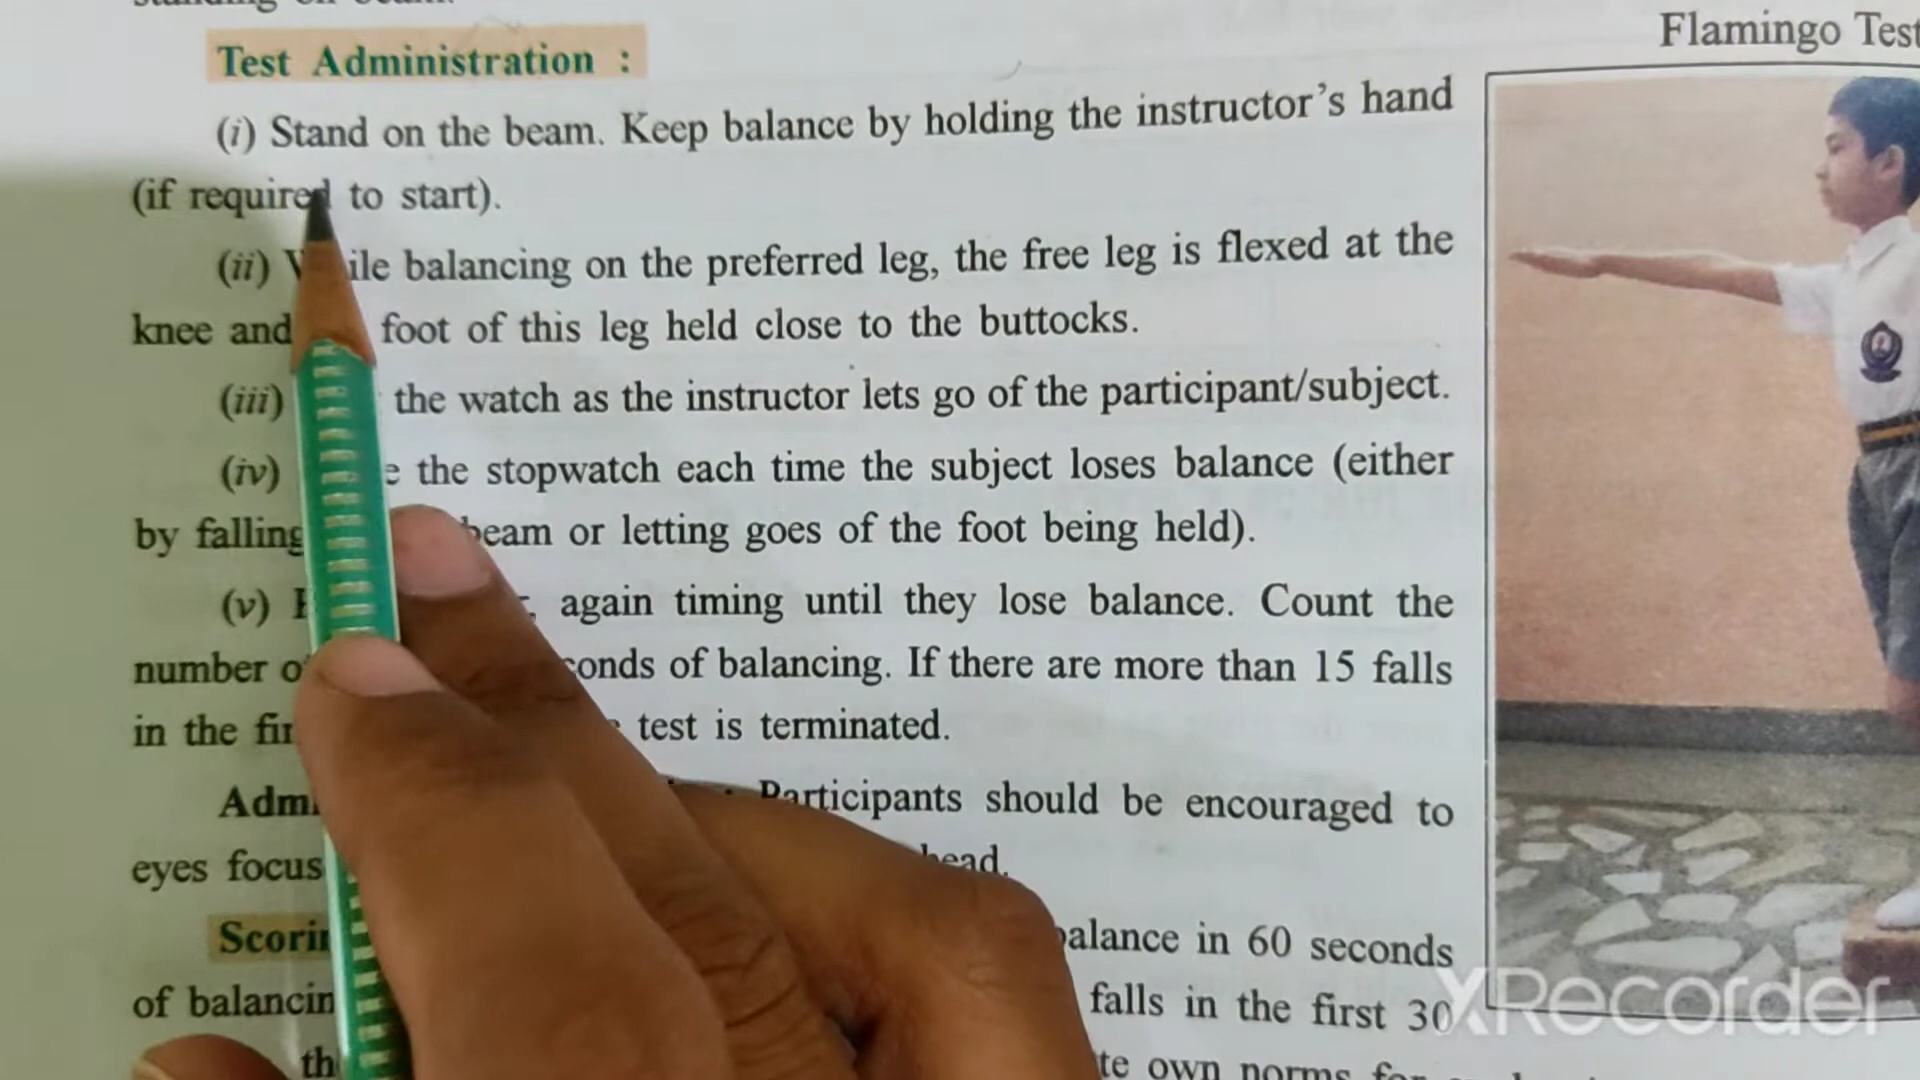 Flamingo Test
Test Administration :
(i) Stand on the beam. Keep balance by holding the instructor's hand
(if required to start).
(ii) balancing on the preferred leg, the free leg is flexed at the
knee and foot of this leg held close to the buttocks.
(iii) the watch as the instructor lets go of the participant/subject.
(iv) the stopwatch each time the subject loses balance (either
by falling beam or letting goes of the foot being held).
(v) again timing until they lose balance. Count the
number of balancing. If there are more than 15 falls
in the test is terminated.
Participants should be encouraged to
eyes
in 60 seconds
of falls in the first 30
own norms
XRecorder